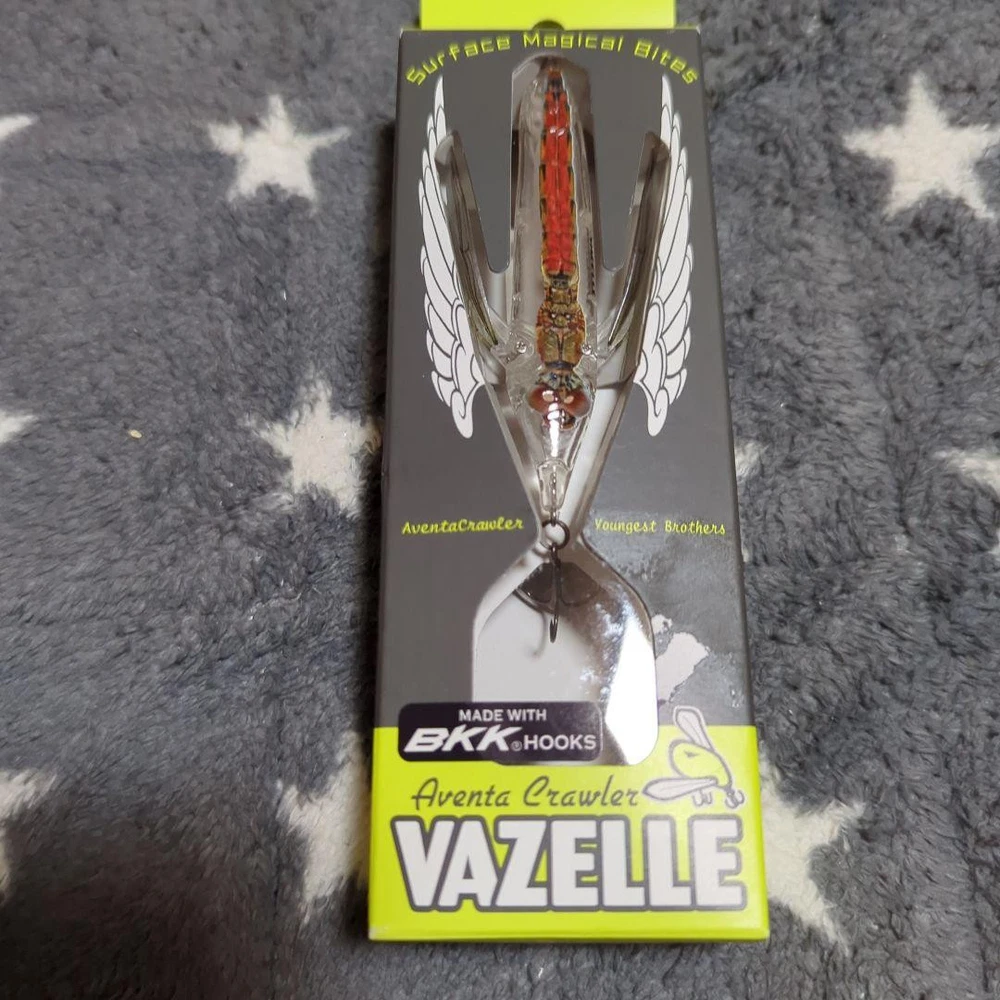 Surface Magical Bites
AventaCrawler Youngest Brothers
MADE WITH
BKK® HOOKS
Aventa Crawler
VAZELLE